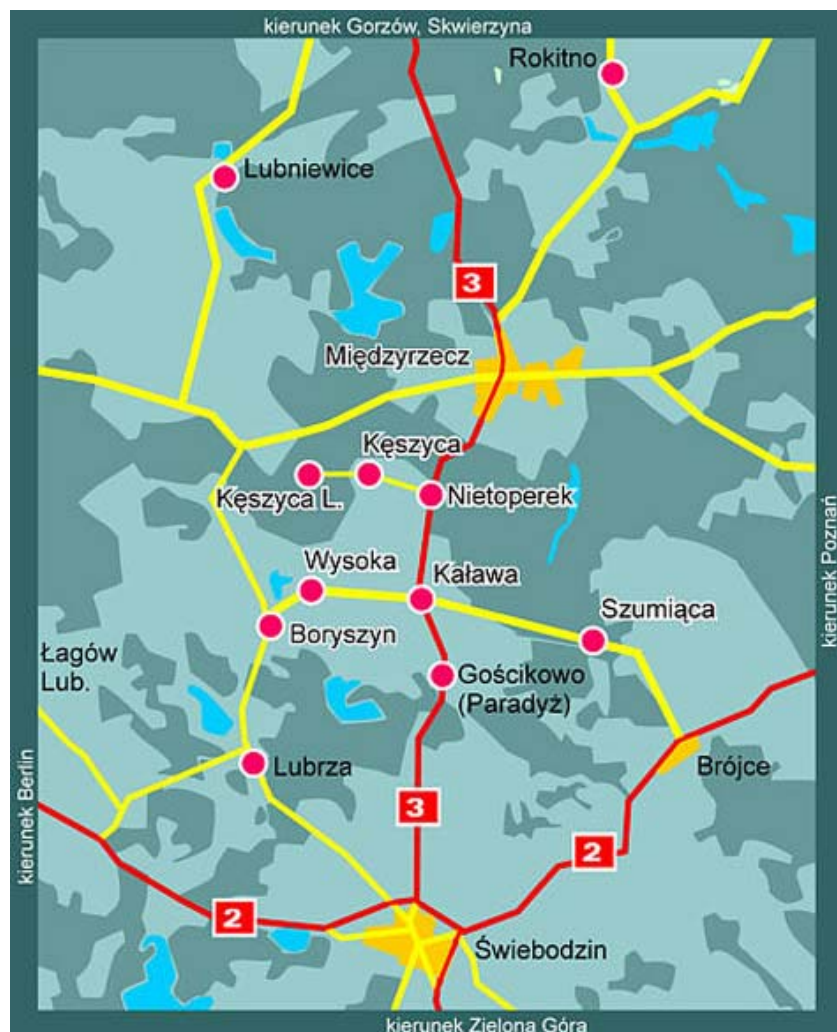 kierunek Gorzów, Skwierzyna
Rokitno
Lubniewice
3
Międzyrzecz
Kęszyca
Kęszyca L.
Nietoperek
kierunek Poznań
Wysoka
Kaława
Szumiąca
Boryszyn
Łagów
Lub.
Gościkowo
(Paradyż)
Lubrza
Brójce
kierunek Berlin
3
2
2
Świebodzin
kierunek Zielona Góra